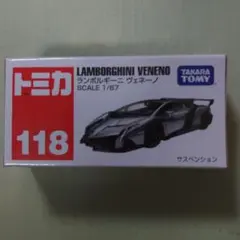 トミカ
118
LAMBORGHINI VENENO
ランボルギーニ ヴェネーノ
SCALE 1/67
TAKARA
TOMY
サスペンション